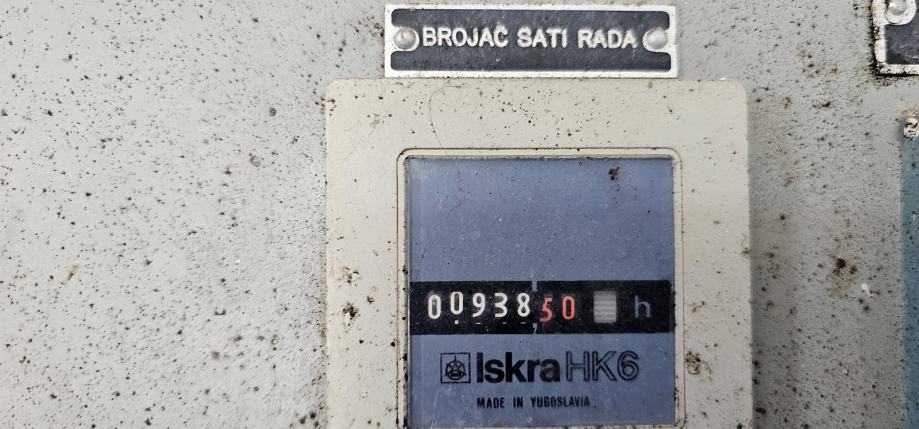 BROJAČ SATI RADA
0093850 h
Iskra HK6
MADE IN YUGOSLAVIA